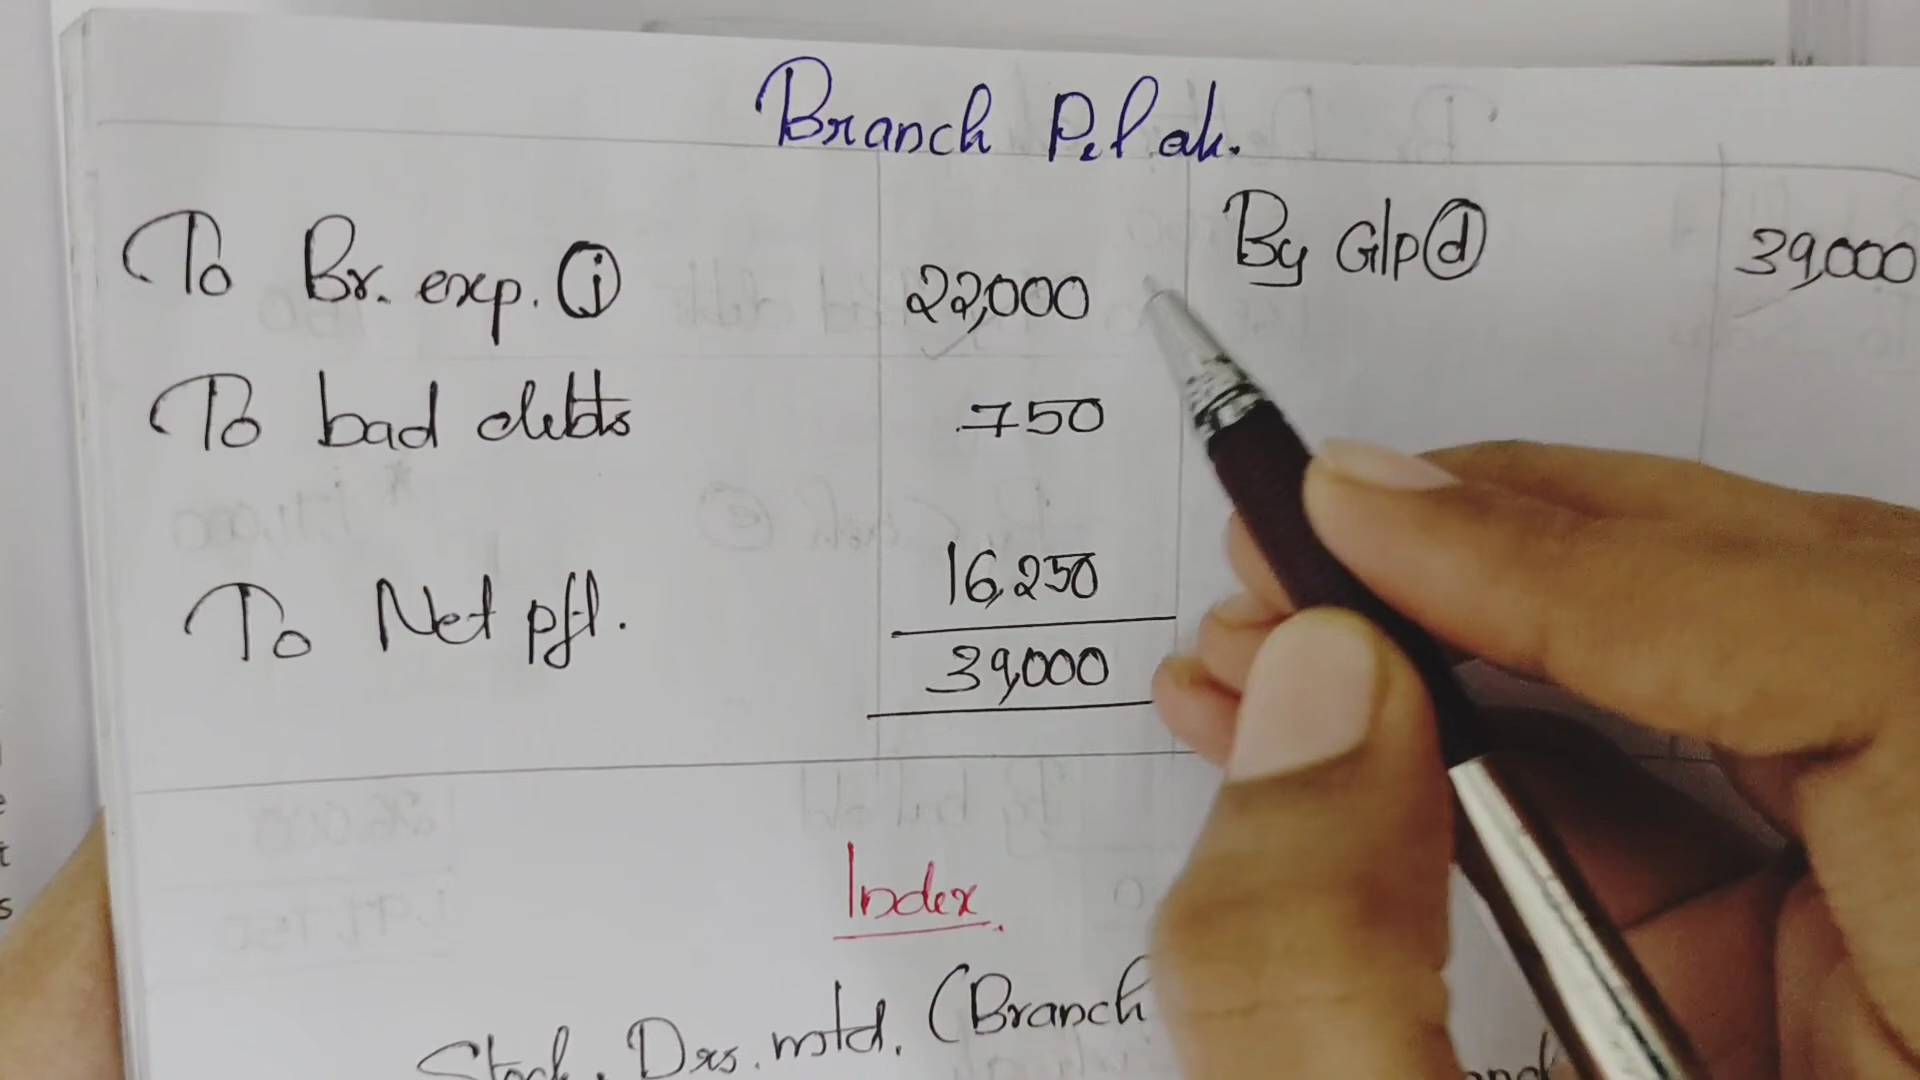 Branch P&L a/c.
To Br. exp. (j) 22,000 By G/p (d) 39,000
To bad debts 750
To Net pft. 16,250
39,000
Index.
Stock, Drs. mtd. (Branch